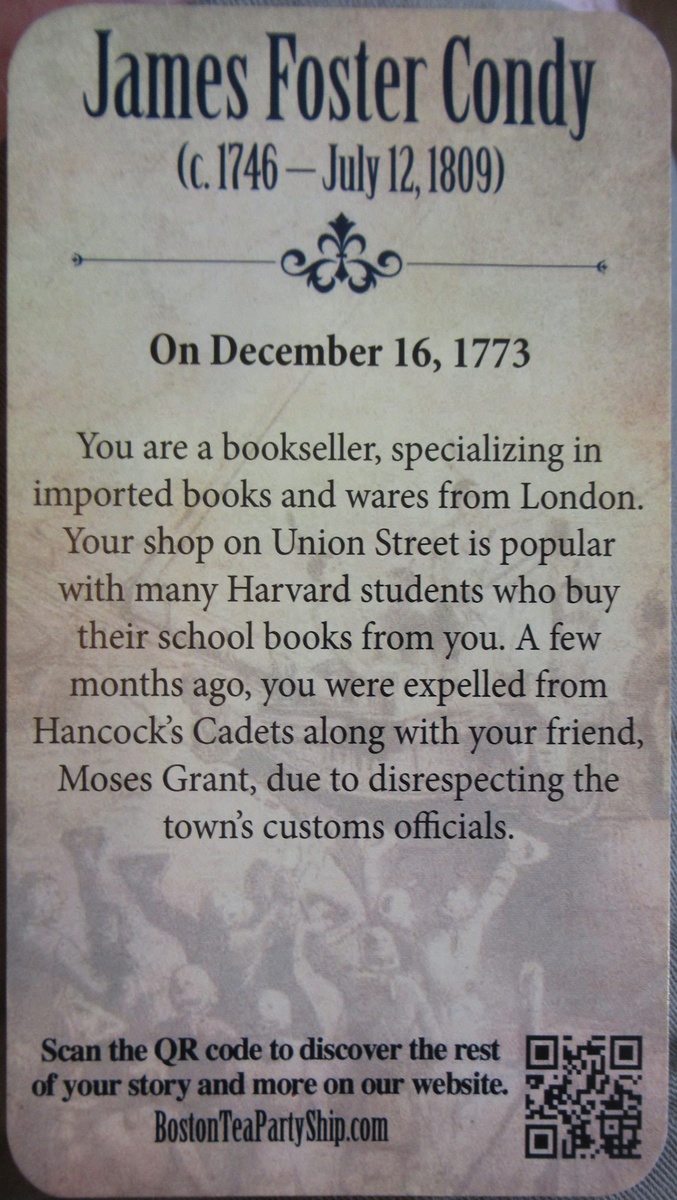 James Foster Condy
(c. 1746 – July 12, 1809)
On December 16, 1773
You are a bookseller, specializing in
imported books and wares from London.
Your shop on Union Street is popular
with many Harvard students who buy
their school books from you. A few
months ago, you were expelled from
Hancock's Cadets along with your friend,
Moses Grant, due to disrespecting the
town's customs officials.
Scan the QR code to discover the rest
of your story and more on our website.
BostonTeaPartyShip.com